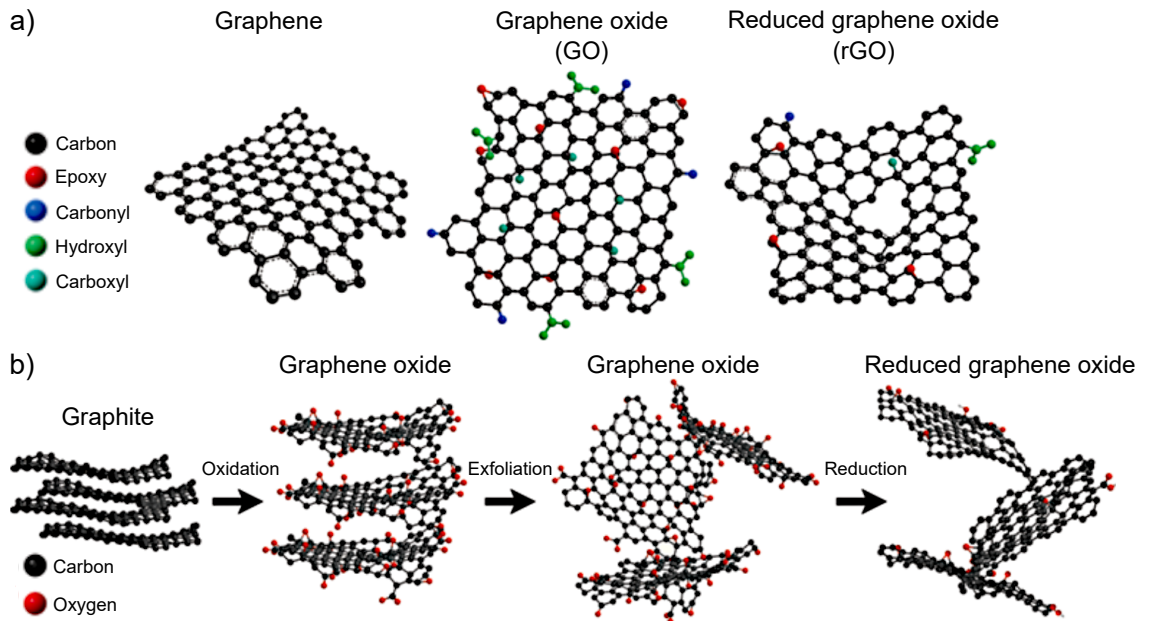 a)
Graphene
Graphene oxide
(GO)
Reduced graphene oxide
(rGO)
Carbon
Epoxy
Carbonyl
Hydroxyl
Carboxyl
b)
Graphite
Graphene oxide
Graphene oxide
Reduced graphene oxide
Oxidation
Exfoliation
Reduction
Carbon
Oxygen